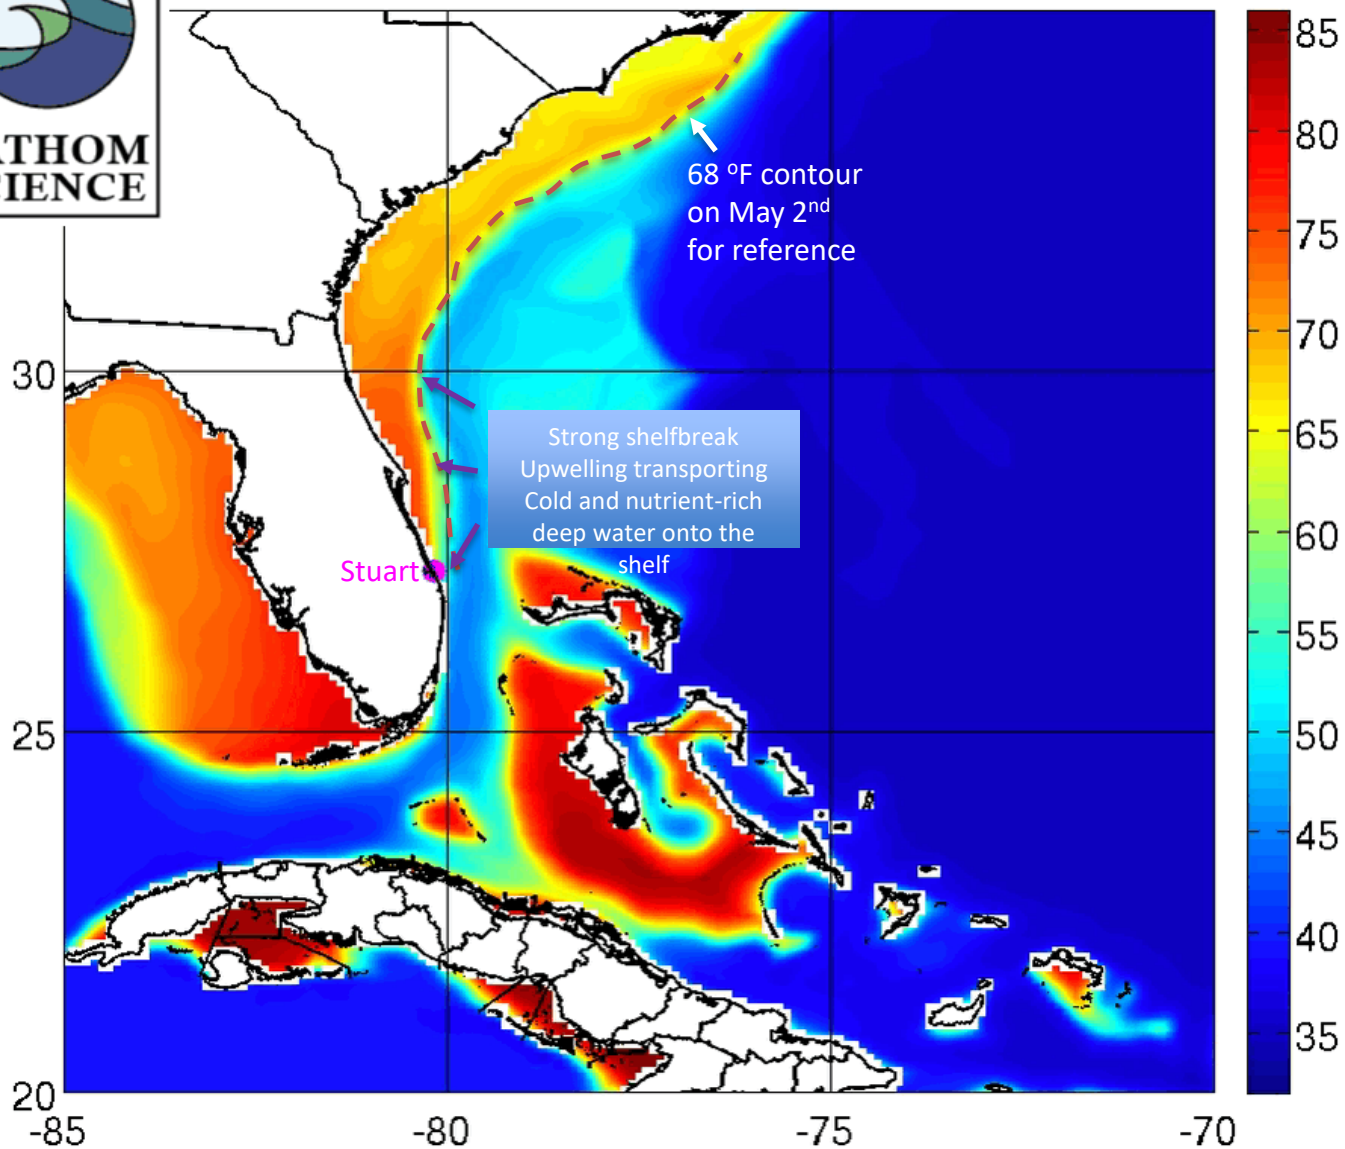 ATHOM
IENCE
68 °F contour
on May 2nd
for reference
Strong shelfbreak
Upwelling transporting
Cold and nutrient-rich
deep water onto the
shelf
Stuart
30
25
20
-85
-80
-75
-70
85
80
75
70
65
60
55
50
45
40
35